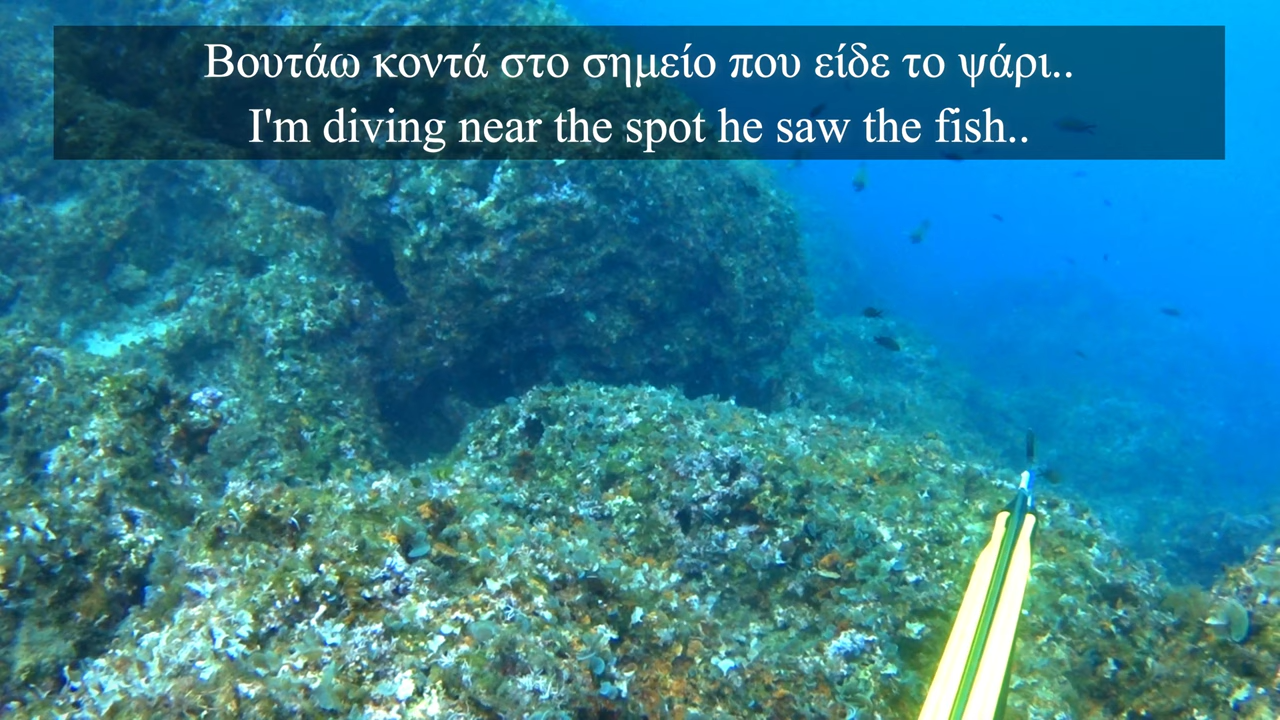 Βουτάω κοντά στο σημείο που είδε το ψάρι..
I'm diving near the spot he saw the fish..